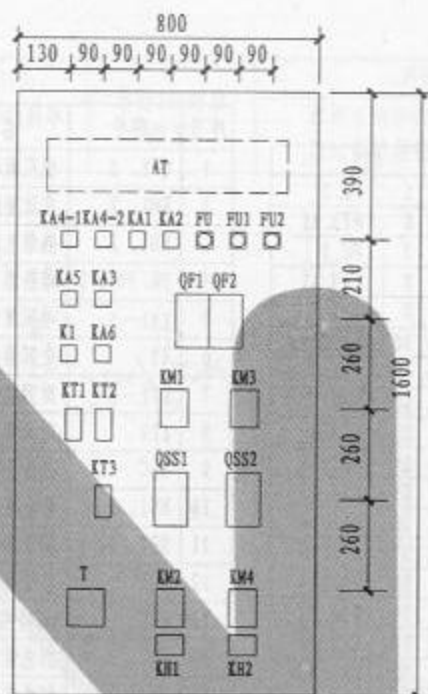 800
130 90 90 90 90 90 90
AT
390
KA4-1 KA4-2 KA1 KA2 FU FU1 FU2
KA5 KA3 QF1 QF2
210
K1 KA6
260
1600
KT1 KT2 KM1 KM3
260
KT3 QSS1 QSS2
260
T KM2 KM4
KH1 KH2